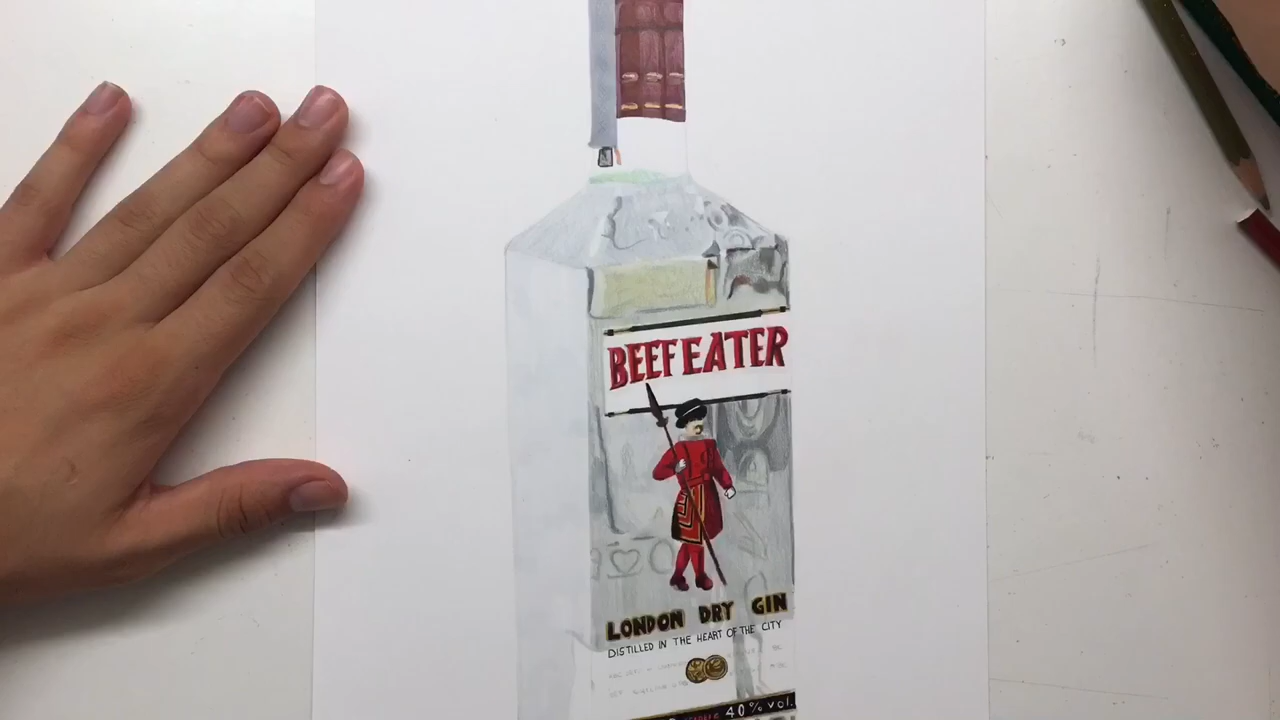 BEEFEATER
LONDON DRY GIN
DISTILLED IN THE HEART OF THE CITY
40% VOL.